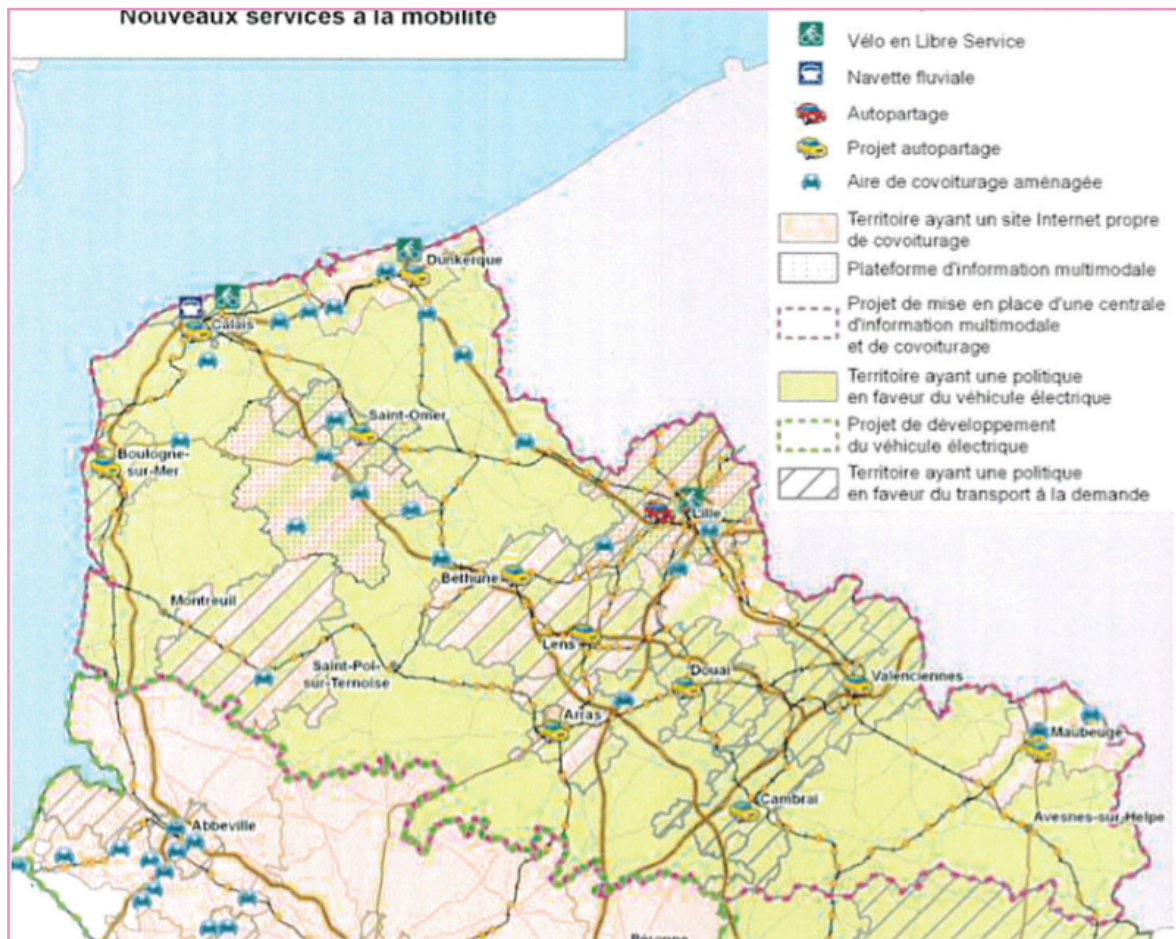 Nouveaux services à la mobilité
Vélo en Libre Service
Navette fluviale
Autopartage
Projet autopartage
Aire de covoiturage aménagée
Territoire ayant un site Internet propre
de covoiturage
Plateforme d'information multimodale
Projet de mise en place d'une centrale
d'information multimodale
et de covoiturage
Territoire ayant une politique
en faveur du véhicule électrique
Projet de développement
du véhicule électrique
Territoire ayant une politique
en faveur du transport à la demande
Dunkerque
Calais
Saint-Omer
Boulogne-
sur-Mer
Lille
Béthune
Montreuil
Lens
Saint-Pol-
sur-Ternoise
Douai
Valenciennes
Arras
Maubeuge
Cambrai
Abbeville
Avesnes-sur-Helpe
Péronne